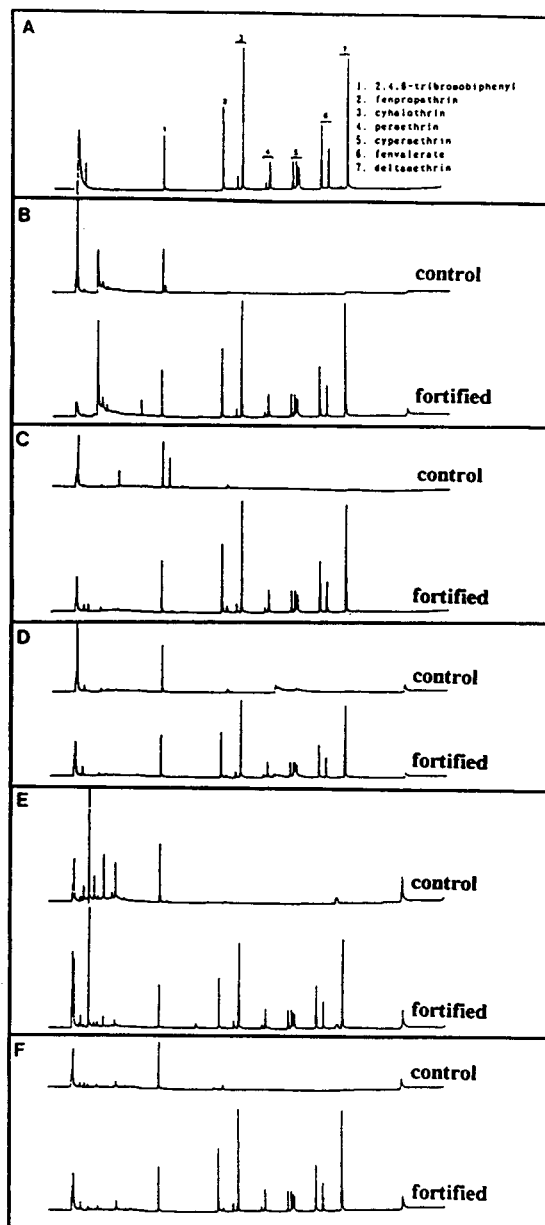 A
3
7
2
1
6
4
5
1. 2.4.6-tribromobiphenyl
2. fenpropathrin
3. cyhalothrin
4. permethrin
5. cypermethrin
6. fenvalerate
7. deltamethrin
B
control
fortified
C
control
fortified
D
control
fortified
E
control
fortified
F
control
fortified